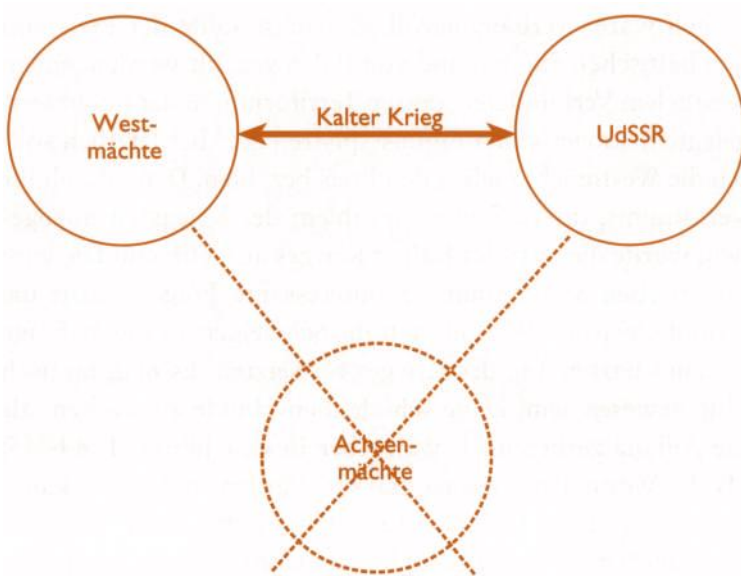 West-
mächte
Kalter Krieg
UdSSR
Achsen-
mächte